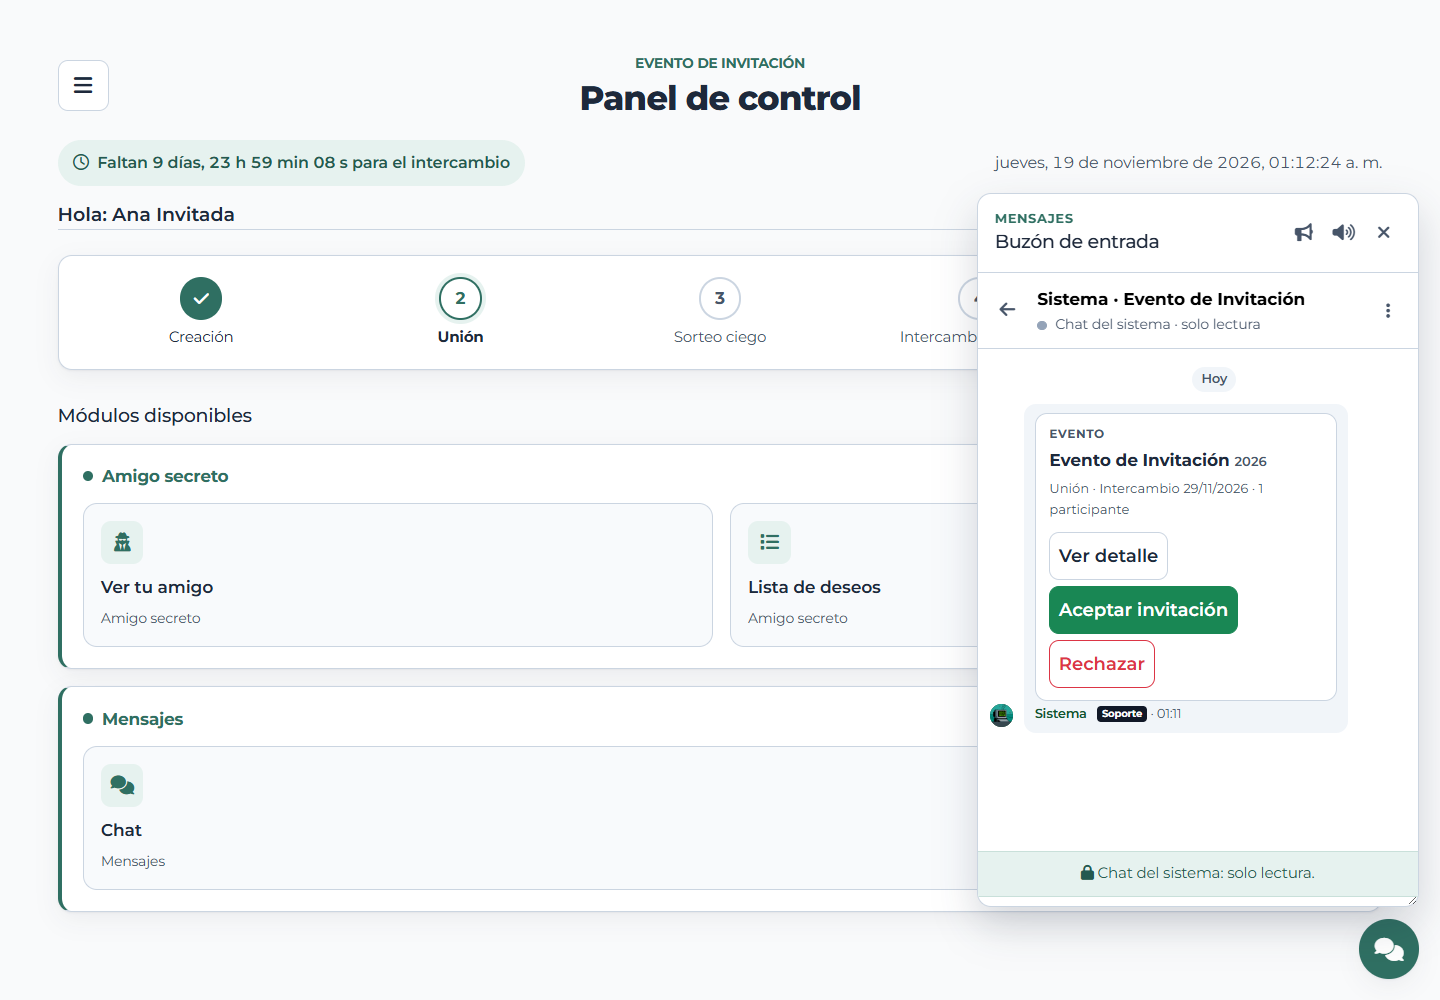 EVENTO DE INVITACIÓN
Panel de control
Faltan 9 días, 23 h 59 min 08 s para el intercambio
jueves, 19 de noviembre de 2026, 01:12:24 a. m.
Hola: Ana Invitada
Creación
2
Unión
3
Sorteo ciego
Intercamb
Módulos disponibles
Amigo secreto
Ver tu amigo
Amigo secreto
Lista de deseos
Amigo secreto
Mensajes
Chat
Mensajes
MENSAJES
Buzón de entrada
Sistema · Evento de Invitación
Chat del sistema · solo lectura
Hoy
EVENTO
Evento de Invitación 2026
Unión · Intercambio 29/11/2026 · 1
participante
Ver detalle
Aceptar invitación
Rechazar
Sistema Soporte · 01:11
Chat del sistema: solo lectura.